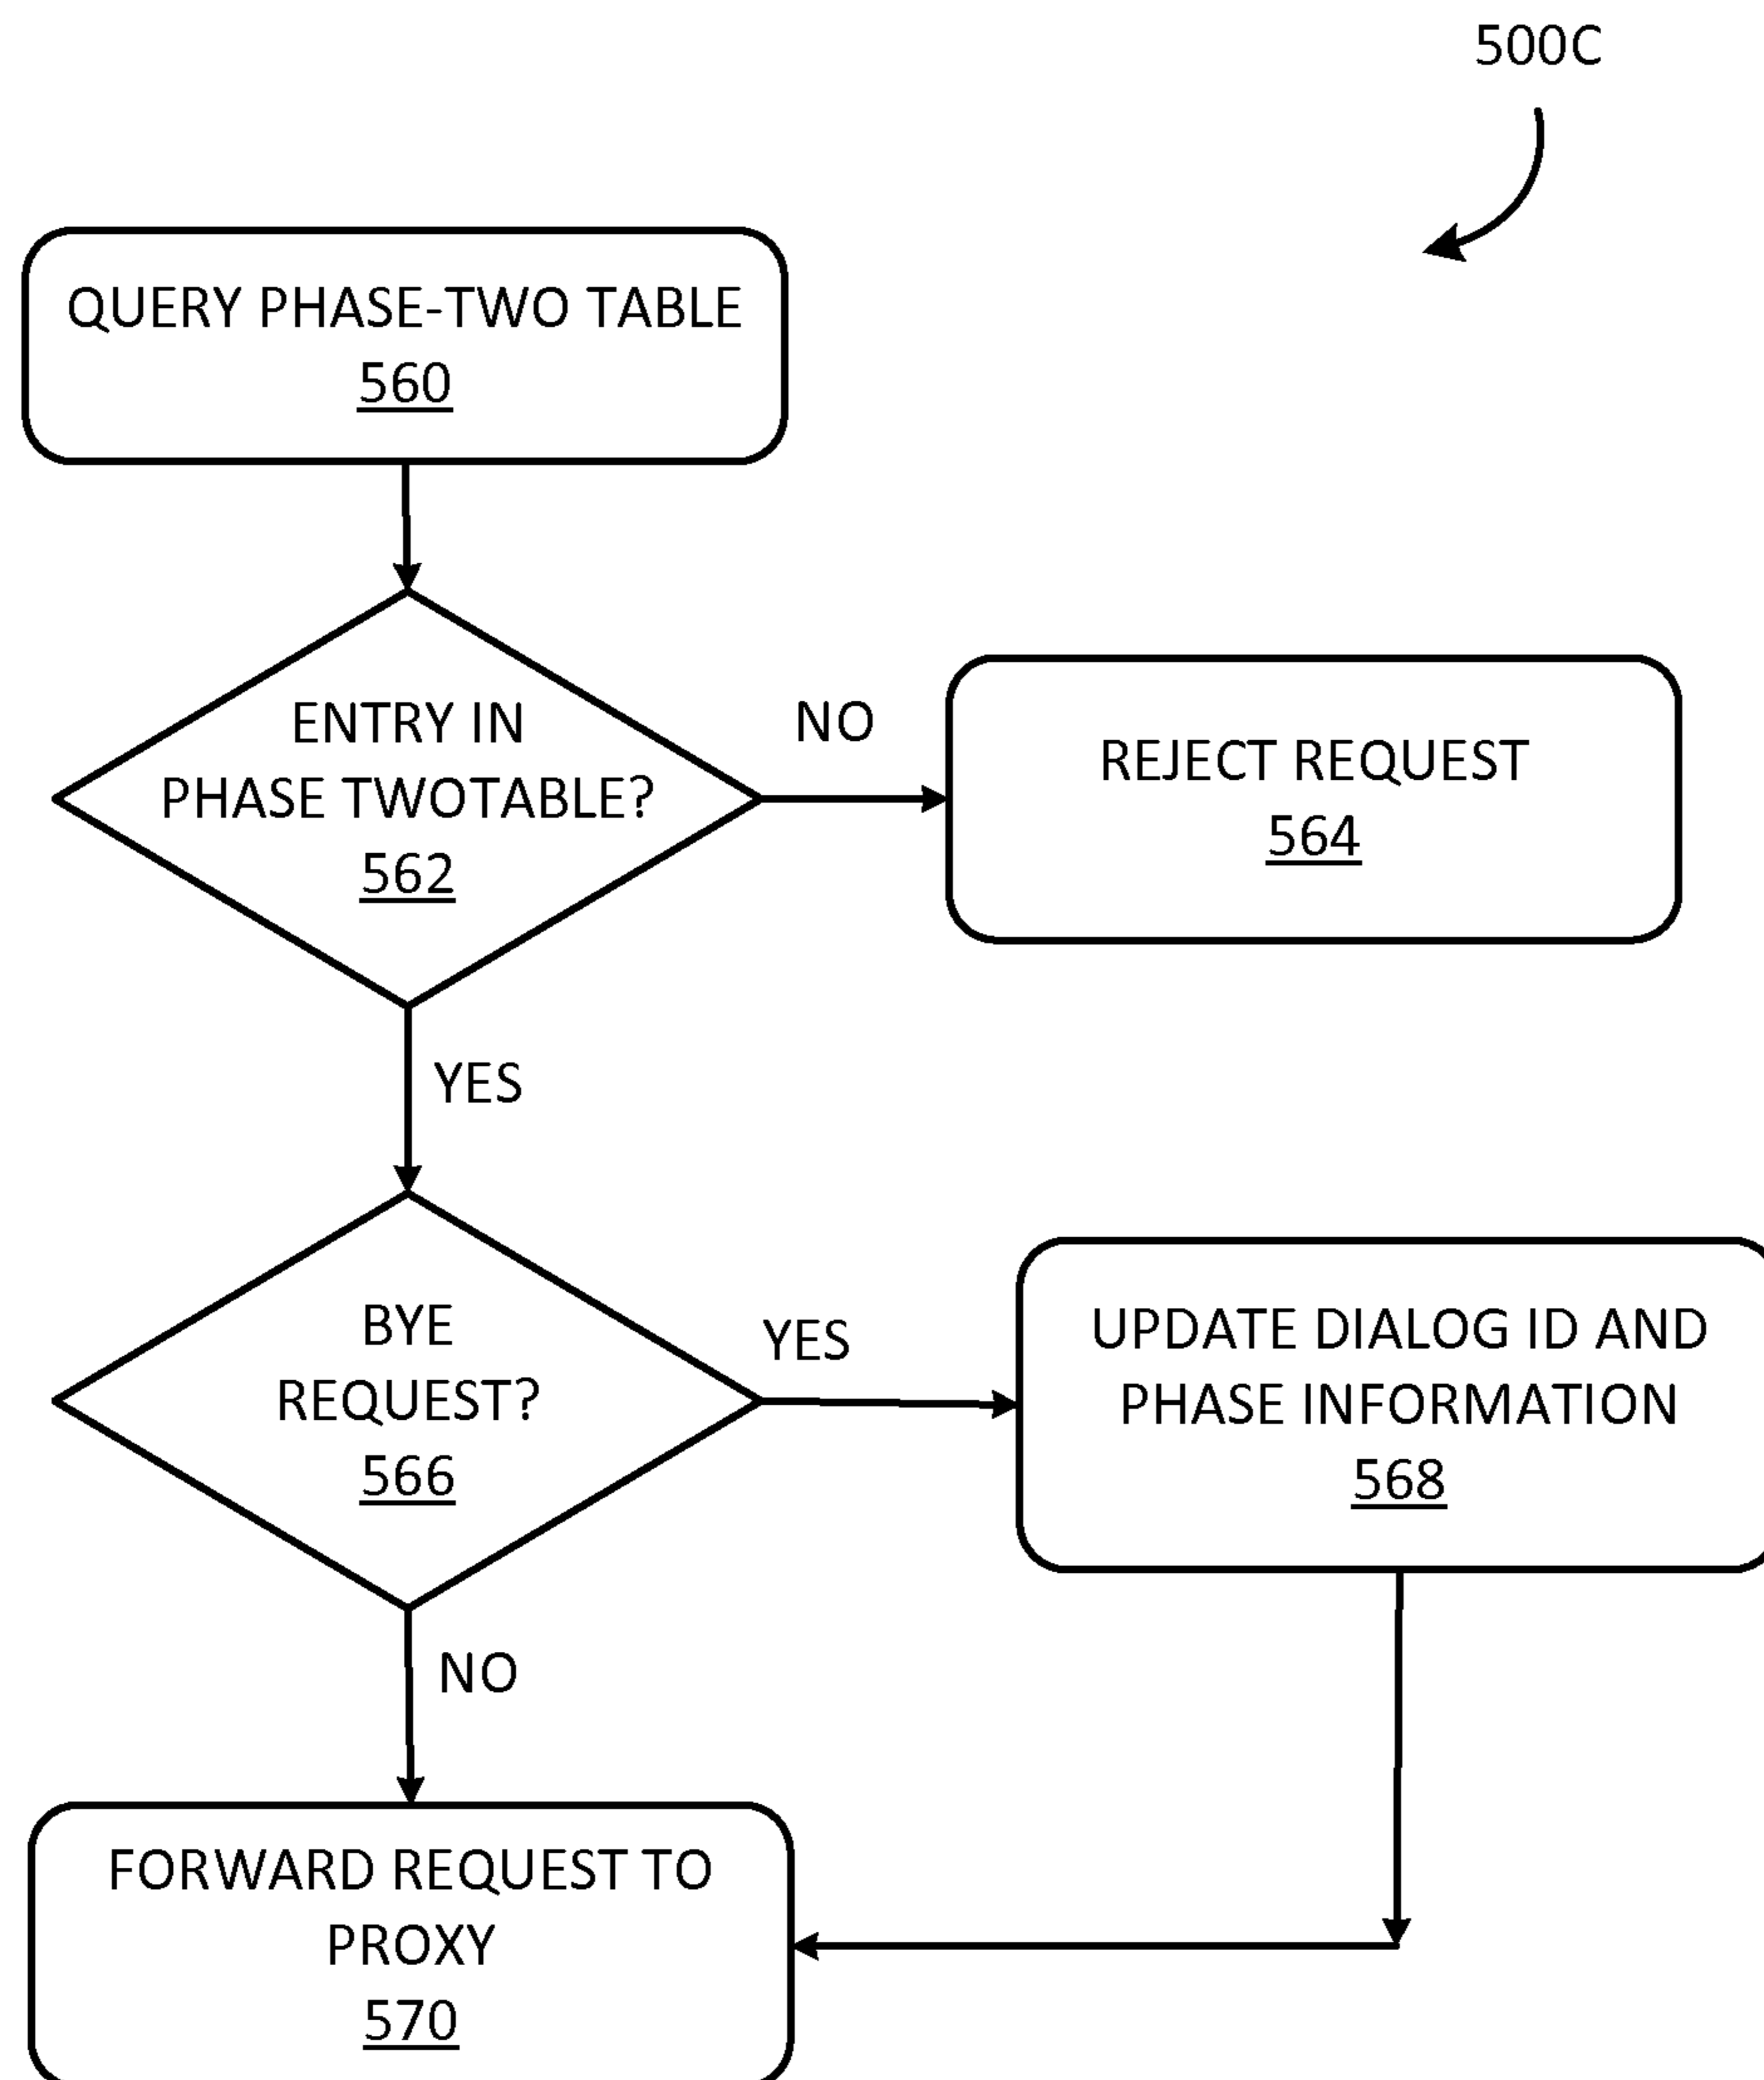 500C
QUERY PHASE-TWO TABLE
560
ENTRY IN
PHASE TWOTABLE?
562
NO
REJECT REQUEST
564
YES
BYE
REQUEST?
566
YES
UPDATE DIALOG ID AND
PHASE INFORMATION
568
NO
FORWARD REQUEST TO
PROXY
570